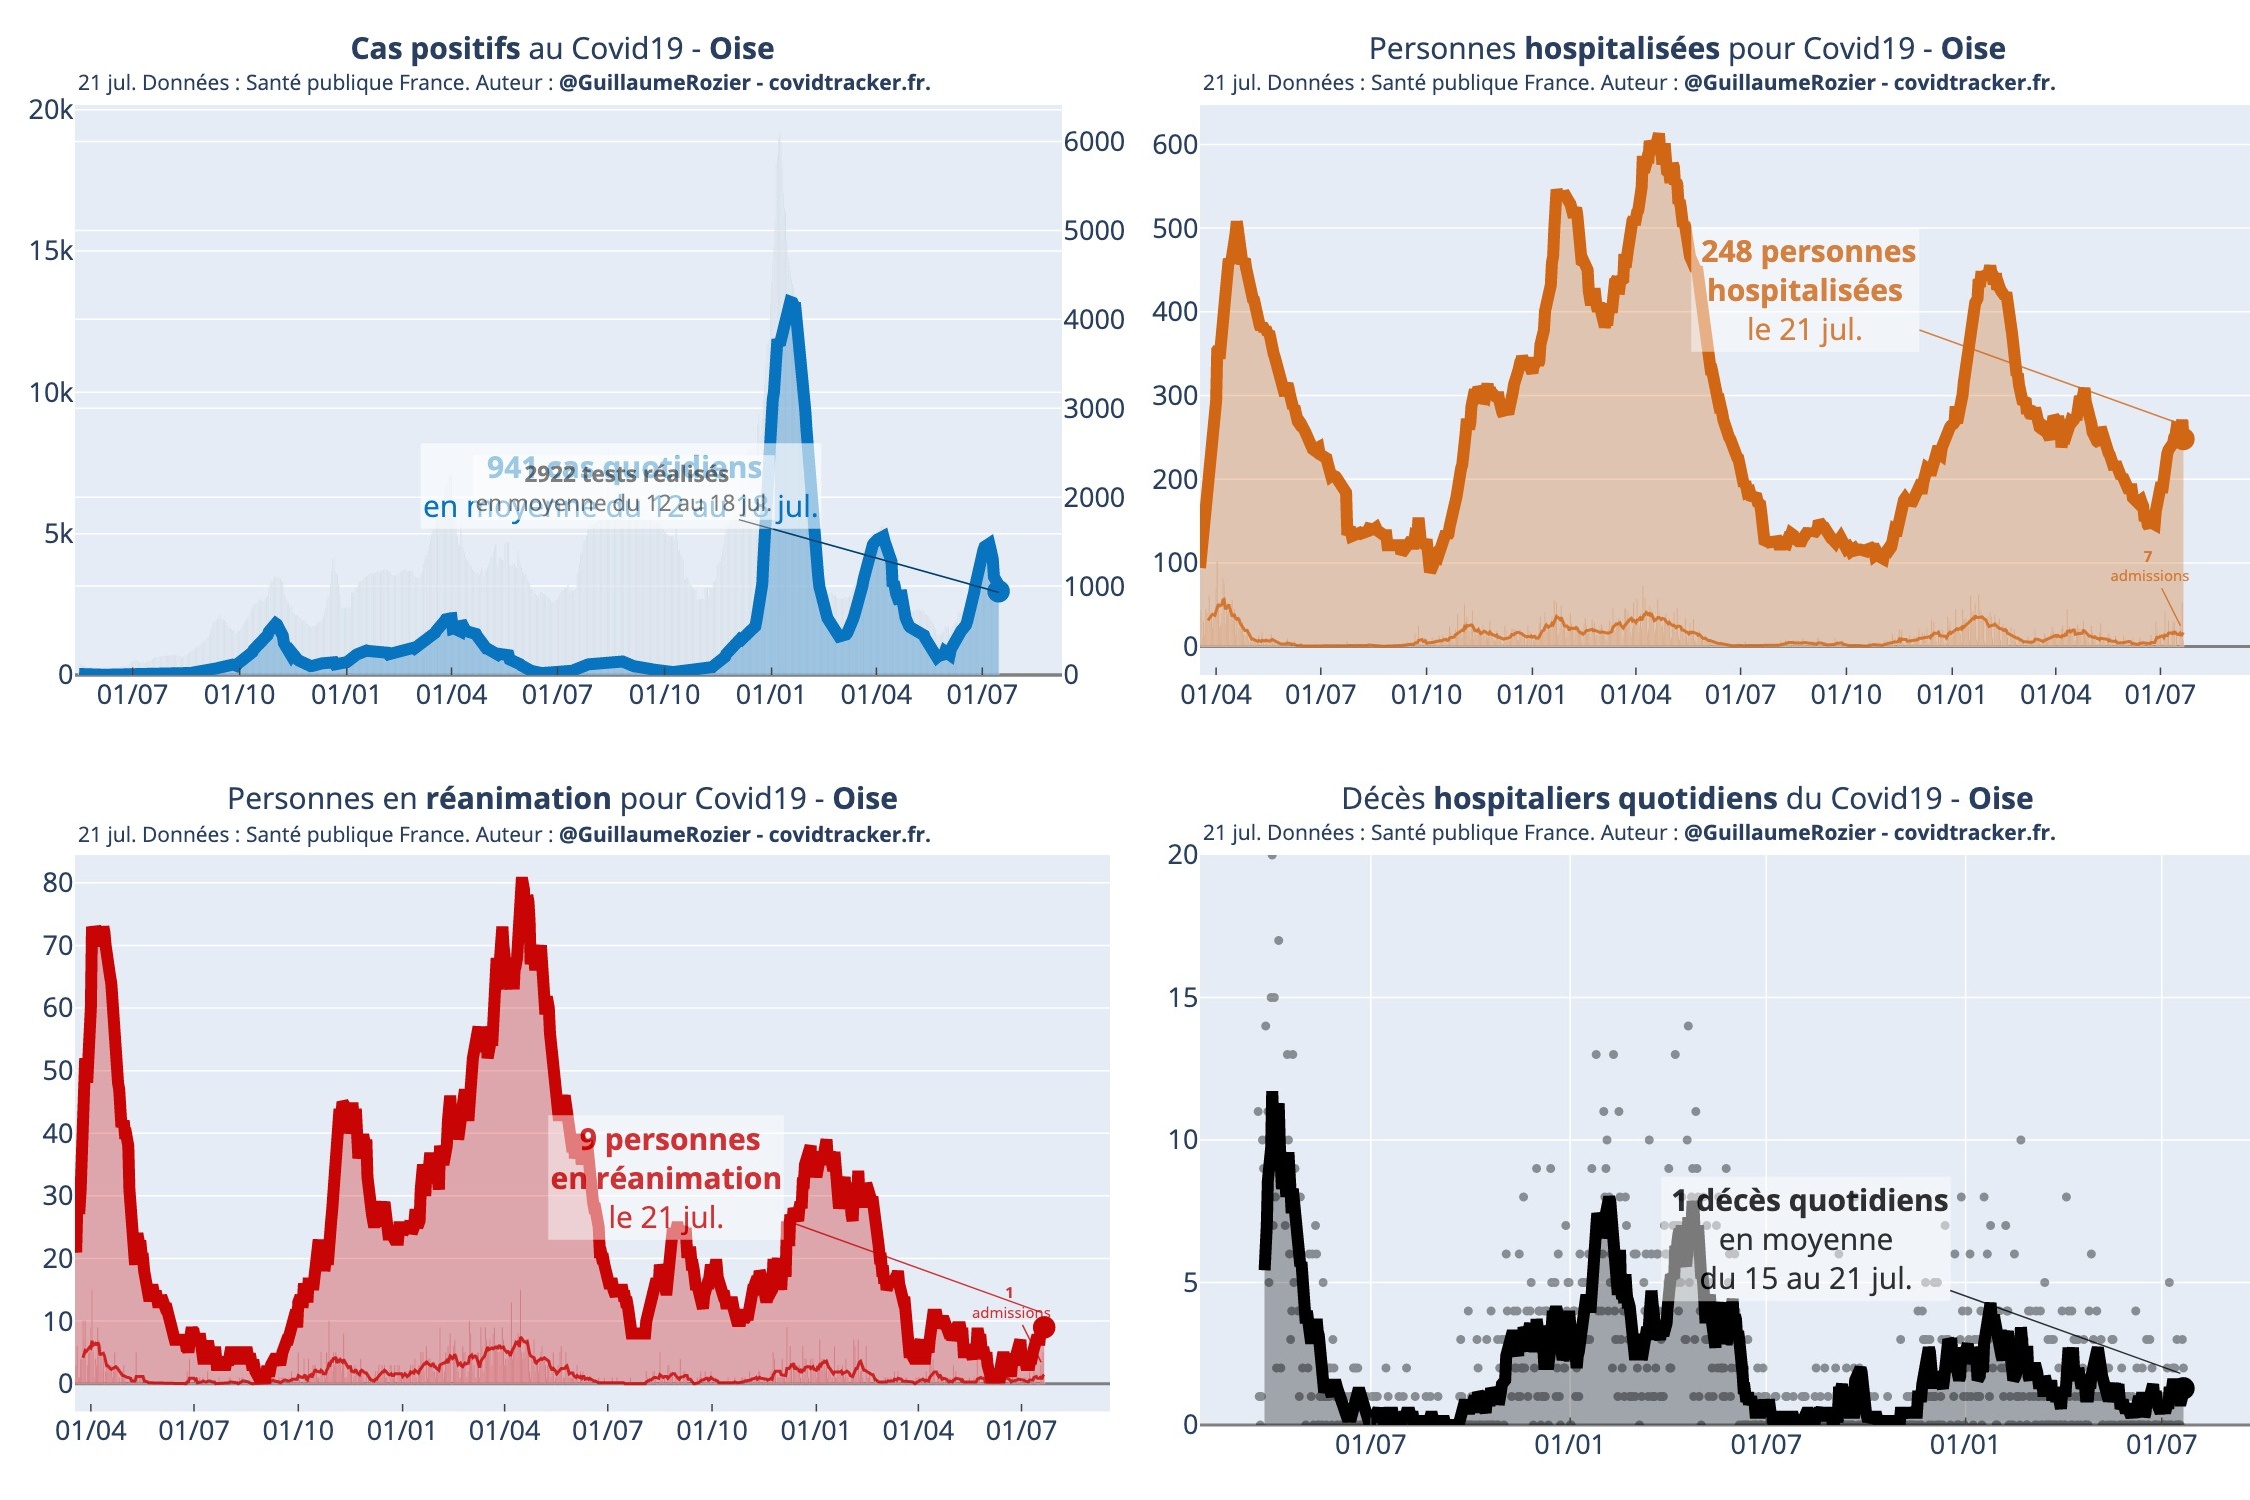 Cas positifs au Covid19 - Oise
21 jul. Données : Santé publique France. Auteur : @GuillaumeRozier - covidtracker.fr.
20k
15k
10k
5k
0
6000
5000
4000
3000
2000
1000
0
941 cas quotidiens
en moyenne du 12 au 18 jul.
2922 tests réalisés
en moyenne du 12 au 18 jul.
01/07 01/10 01/01 01/04 01/07 01/10 01/01 01/04 01/07
Personnes hospitalisées pour Covid19 - Oise
21 jul. Données : Santé publique France. Auteur : @GuillaumeRozier - covidtracker.fr.
600
500
400
300
200
100
0
248 personnes
hospitalisées
le 21 jul.
7
admissions
01/04 01/07 01/10 01/01 01/04 01/07 01/10 01/01 01/04 01/07
Personnes en réanimation pour Covid19 - Oise
21 jul. Données : Santé publique France. Auteur : @GuillaumeRozier - covidtracker.fr.
80
70
60
50
40
30
20
10
0
9 personnes
en réanimation
le 21 jul.
1
admissions
01/04 01/07 01/10 01/01 01/04 01/07 01/10 01/01 01/04 01/07
Décès hospitaliers quotidiens du Covid19 - Oise
21 jul. Données : Santé publique France. Auteur : @GuillaumeRozier - covidtracker.fr.
20
15
10
5
0
1 décès quotidiens
en moyenne
du 15 au 21 jul.
01/07 01/01 01/07 01/01 01/07